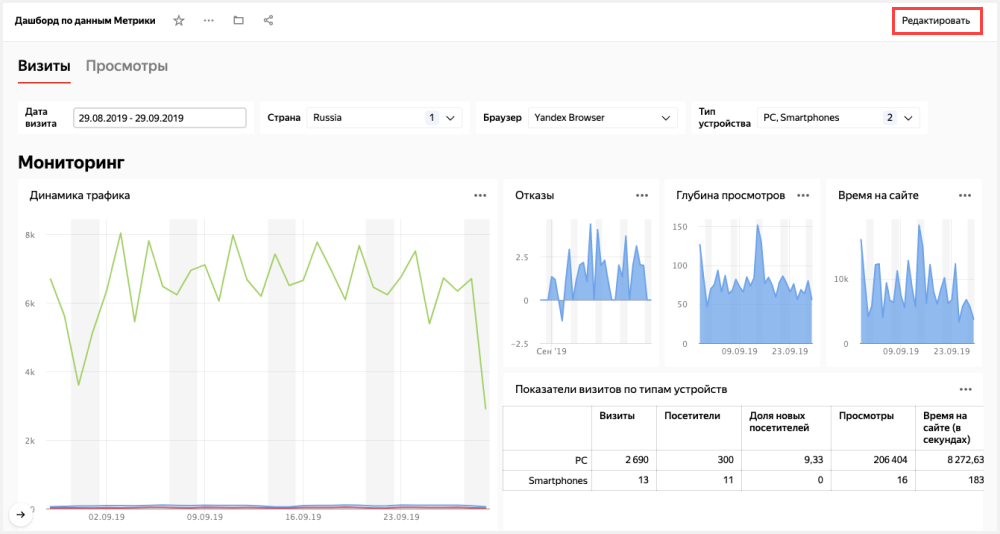 Дашборд по данным Метрики
Редактировать
Визиты Просмотры
Дата визита 29.08.2019 - 29.09.2019 Страна Russia 1 Браузер Yandex Browser Тип устройства PC, Smartphones 2
Мониторинг
Динамика трафика
8k
6k
4k
2k
0
02.09.19 09.09.19 16.09.19 23.09.19
Отказы
2.5
0
−2.5
Сен '19
Глубина просмотров
150
100
50
0
09.09.19 23.09.19
Время на сайте
10k
0
09.09.19 23.09.19
Показатели визитов по типам устройств
Визиты Посетители Доля новых посетителей Просмотры Время на сайте (в секундах)
PC 2 690 300 9,33 206 404 8 272,63
Smartphones 13 11 0 16 183